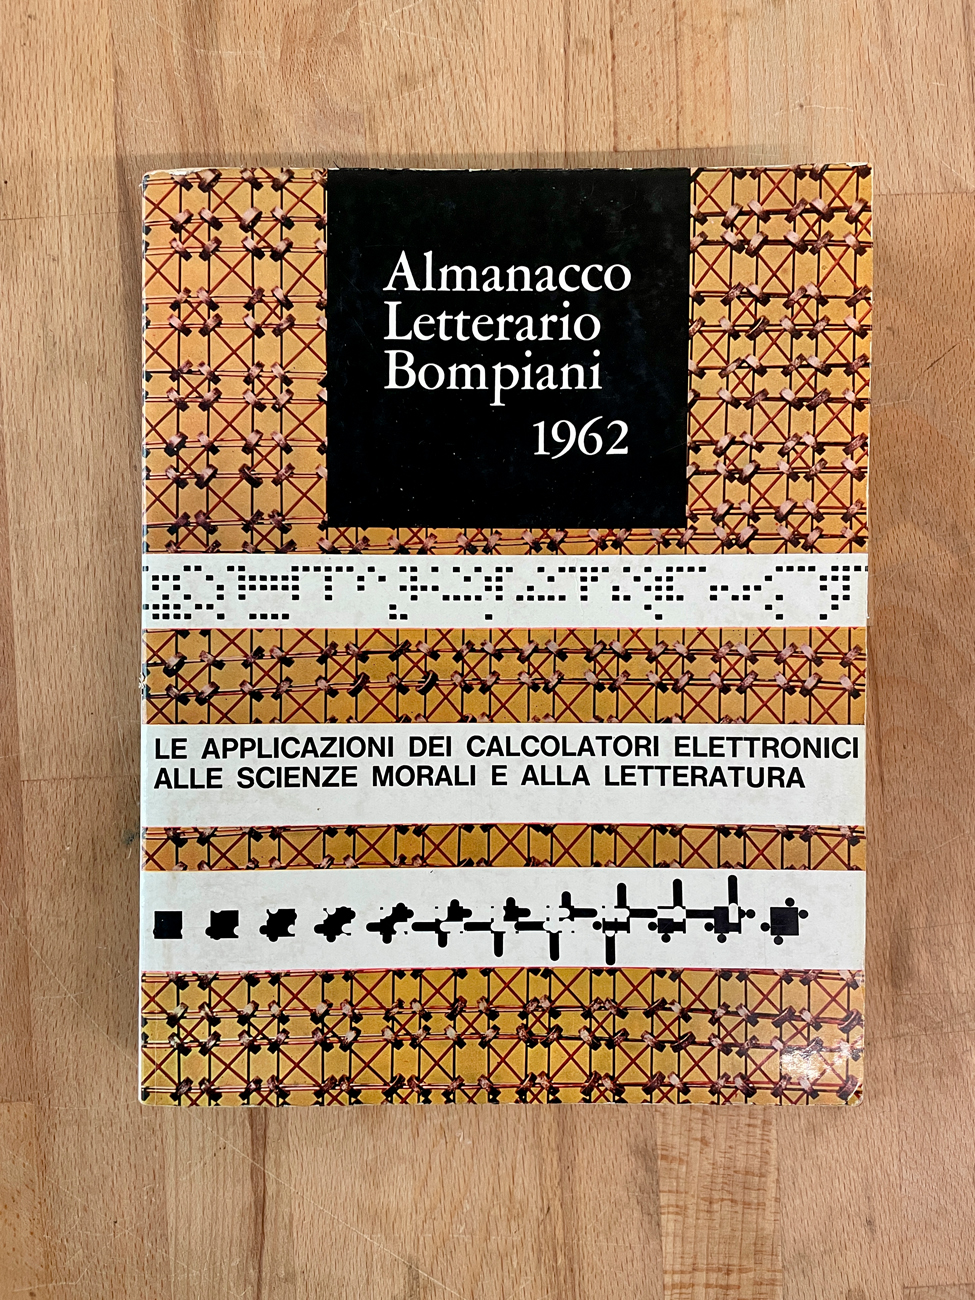 Almanacco
Letterario
Bompiani
1962
LE APPLICAZIONI DEI CALCOLATORI ELETTRONICI
ALLE SCIENZE MORALI E ALLA LETTERATURA